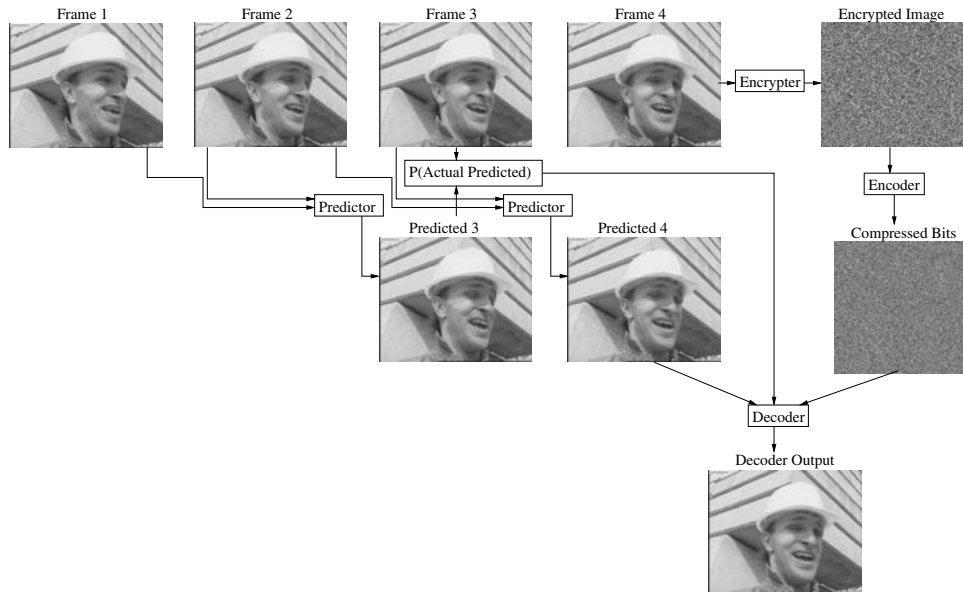 Frame 1
Frame 2
Frame 3
Frame 4
Encrypted Image
Encrypter
P(Actual Predicted)
Encoder
Predictor
Predictor
Predicted 3
Predicted 4
Compressed Bits
Decoder
Decoder Output